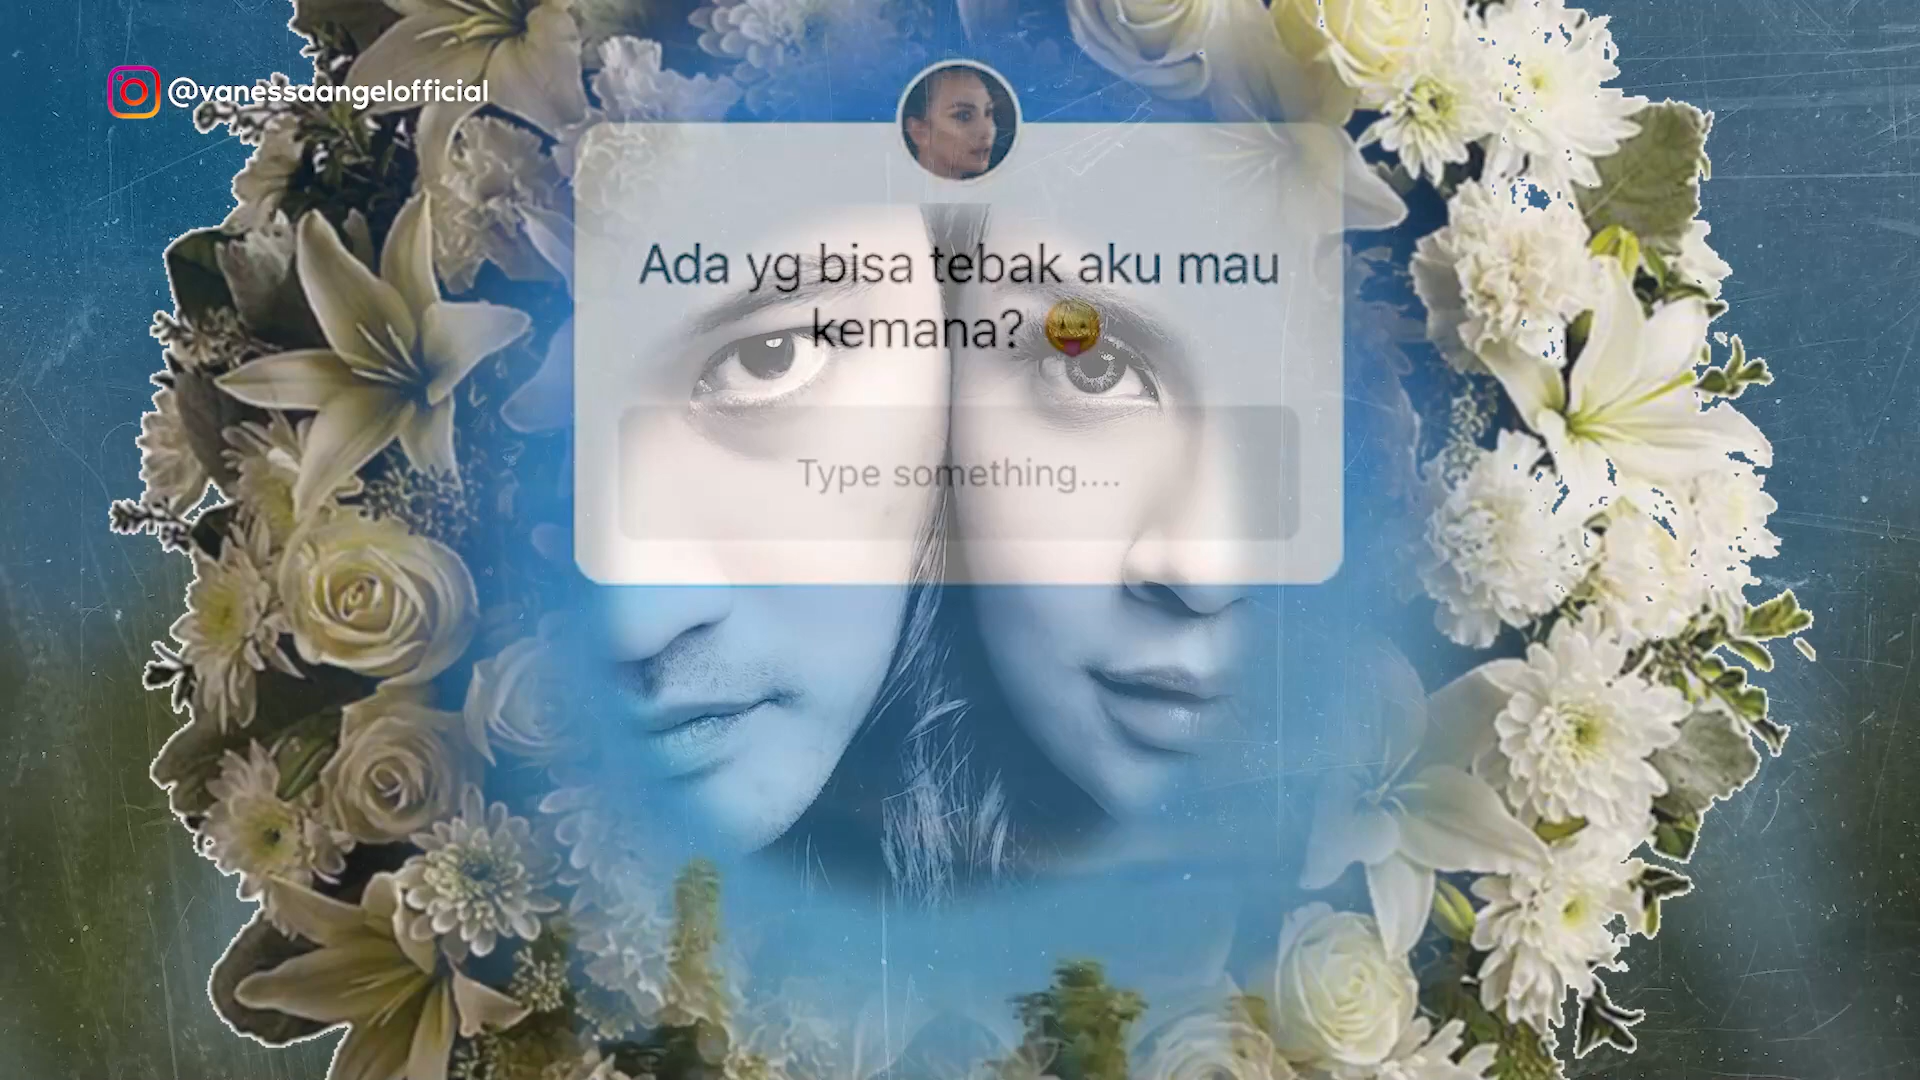 @vanessaangelofficial
Ada yg bisa tebak aku mau
kemana? 😝
Type something....